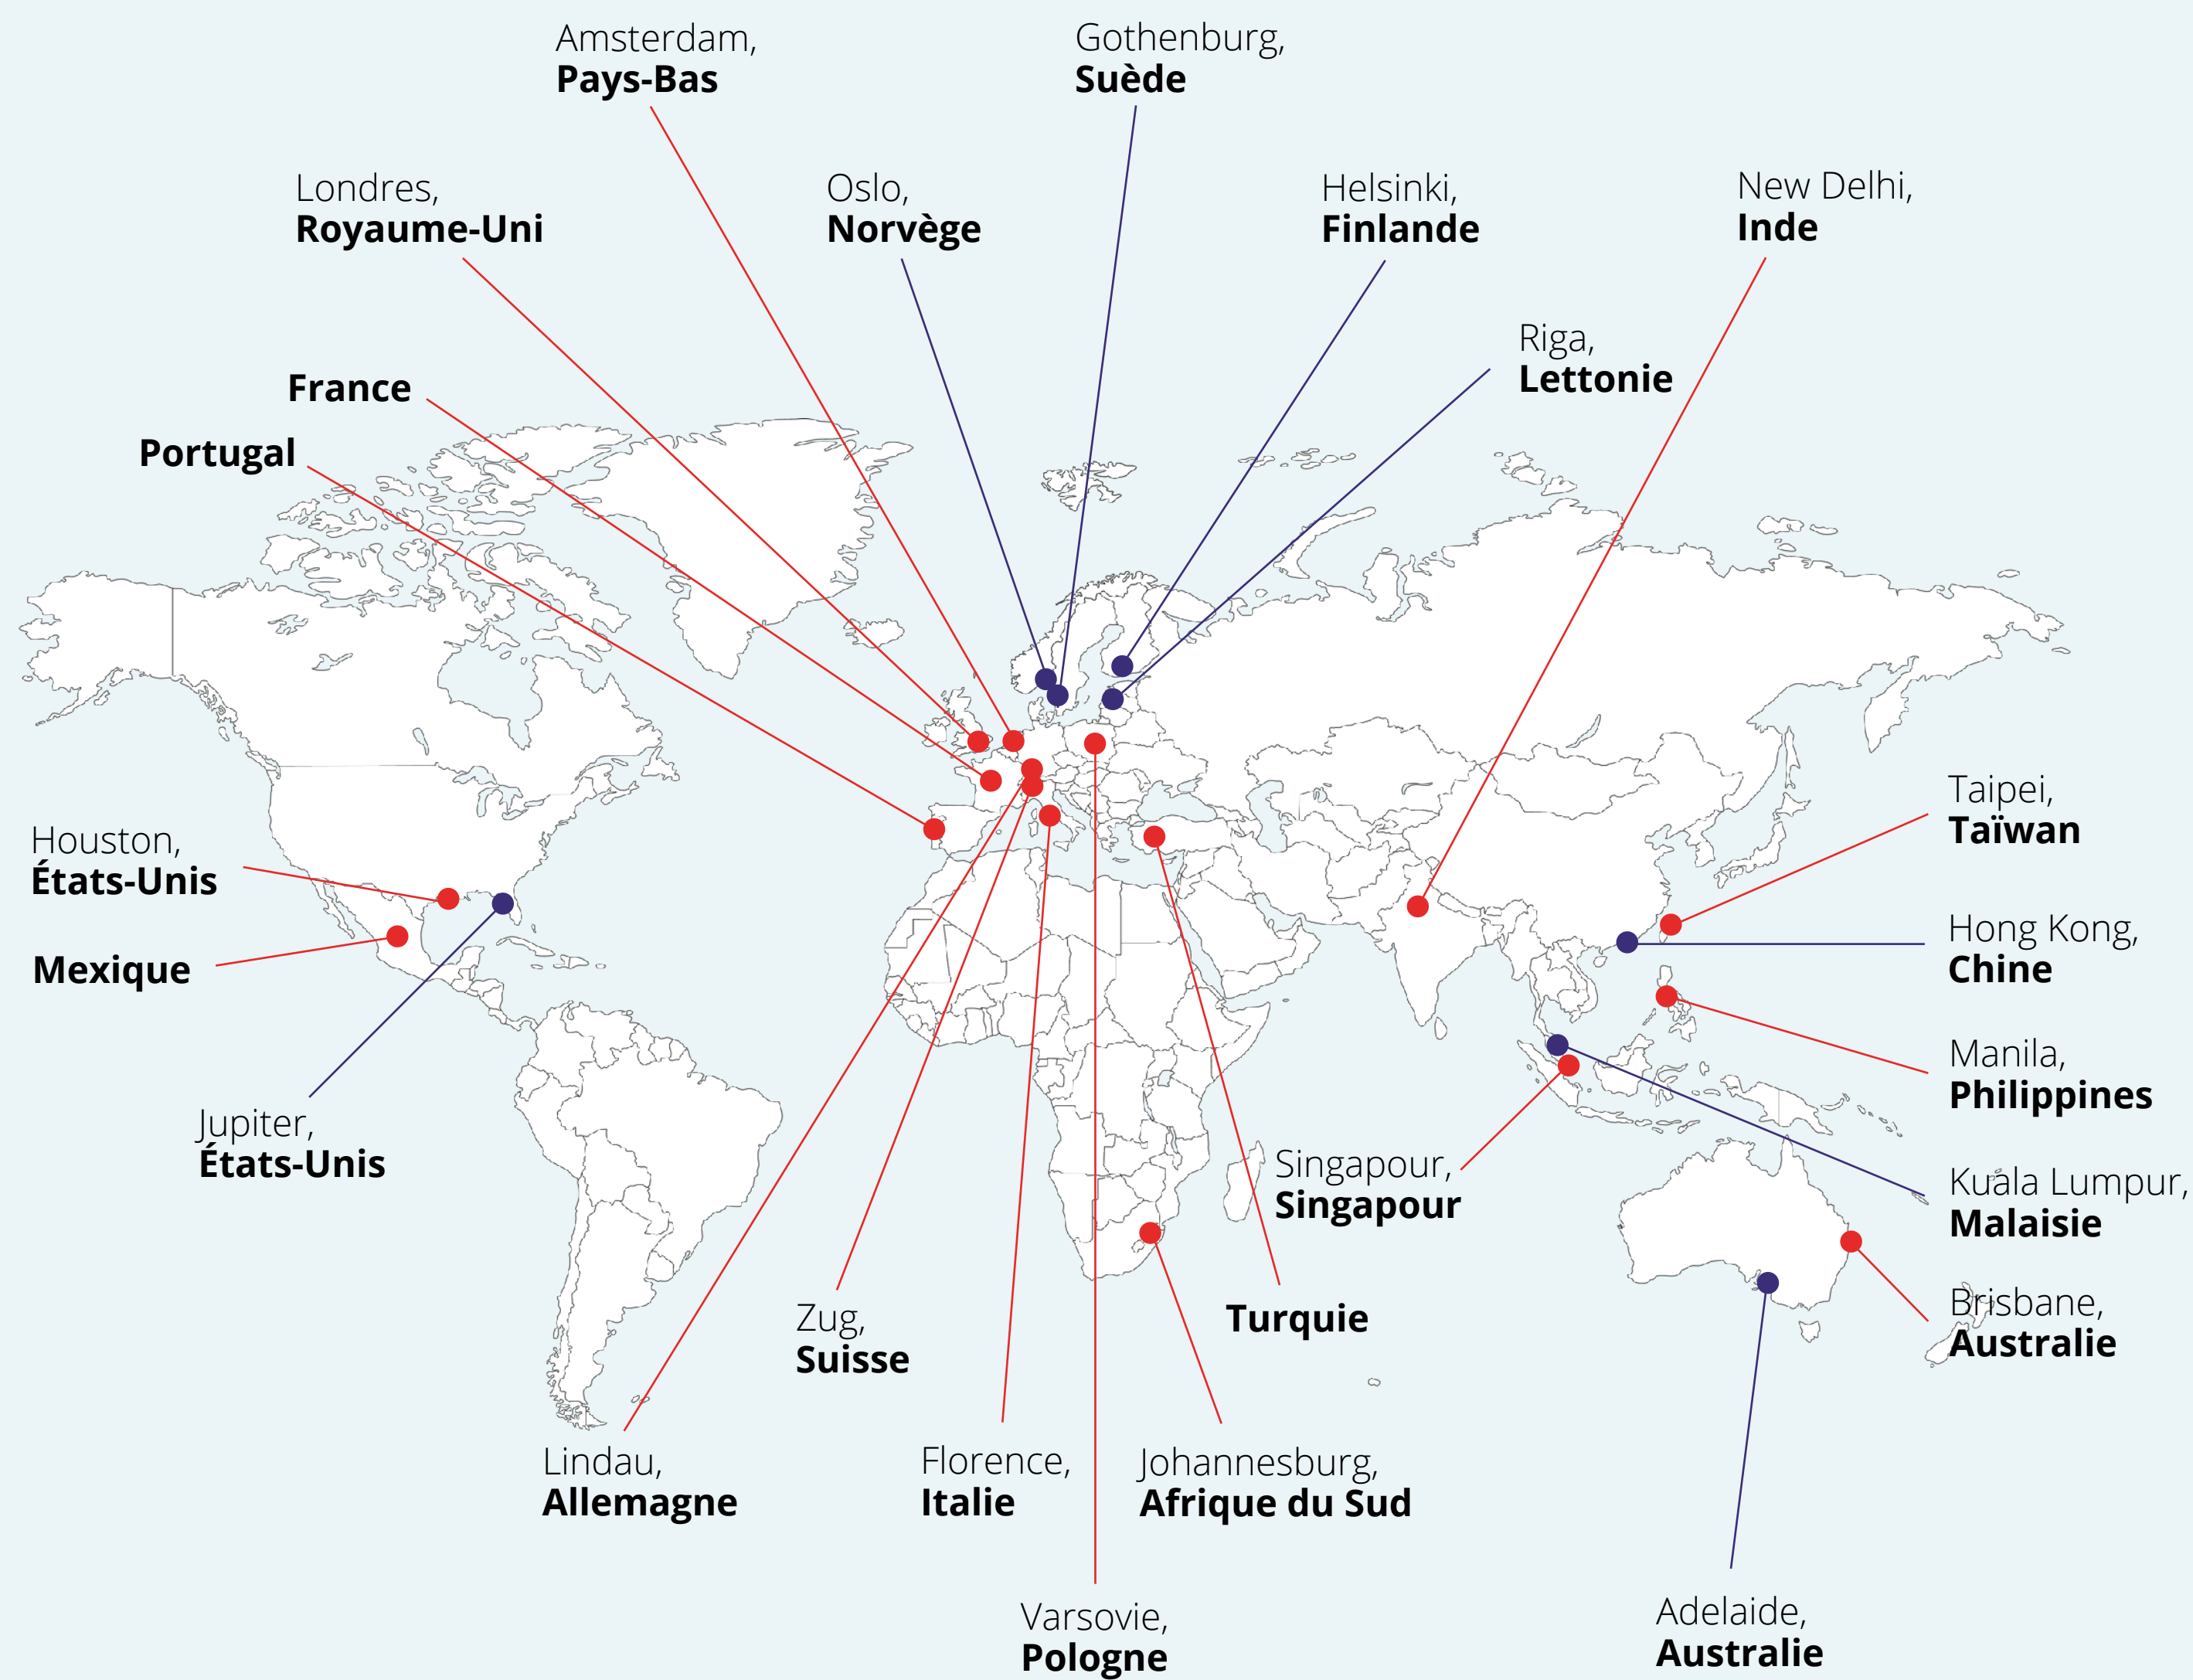 Amsterdam,
Pays-Bas
Gothenburg,
Suède
Londres,
Royaume-Uni
Oslo,
Norvège
Helsinki,
Finlande
New Delhi,
Inde
Riga,
Lettonie
France
Portugal
Taipei,
Taïwan
Houston,
États-Unis
Hong Kong,
Chine
Mexique
Manila,
Philippines
Jupiter,
États-Unis
Singapour,
Singapour
Kuala Lumpur,
Malaisie
Brisbane,
Australie
Zug,
Suisse
Turquie
Lindau,
Allemagne
Florence,
Italie
Johannesburg,
Afrique du Sud
Varsovie,
Pologne
Adelaide,
Australie